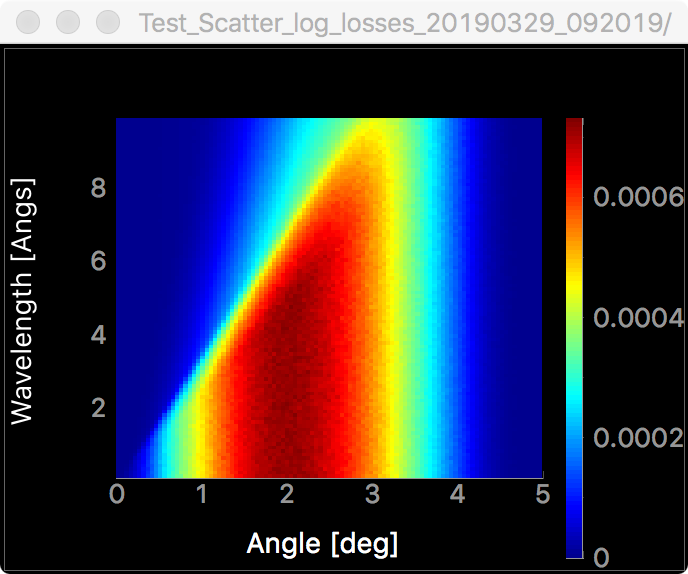 Test_Scatter_log_losses_20190329_092019/
Wavelength [Angs]
8
6
4
2
0 1 2 3 4 5
Angle [deg]
0.0006
0.0004
0.0002
0